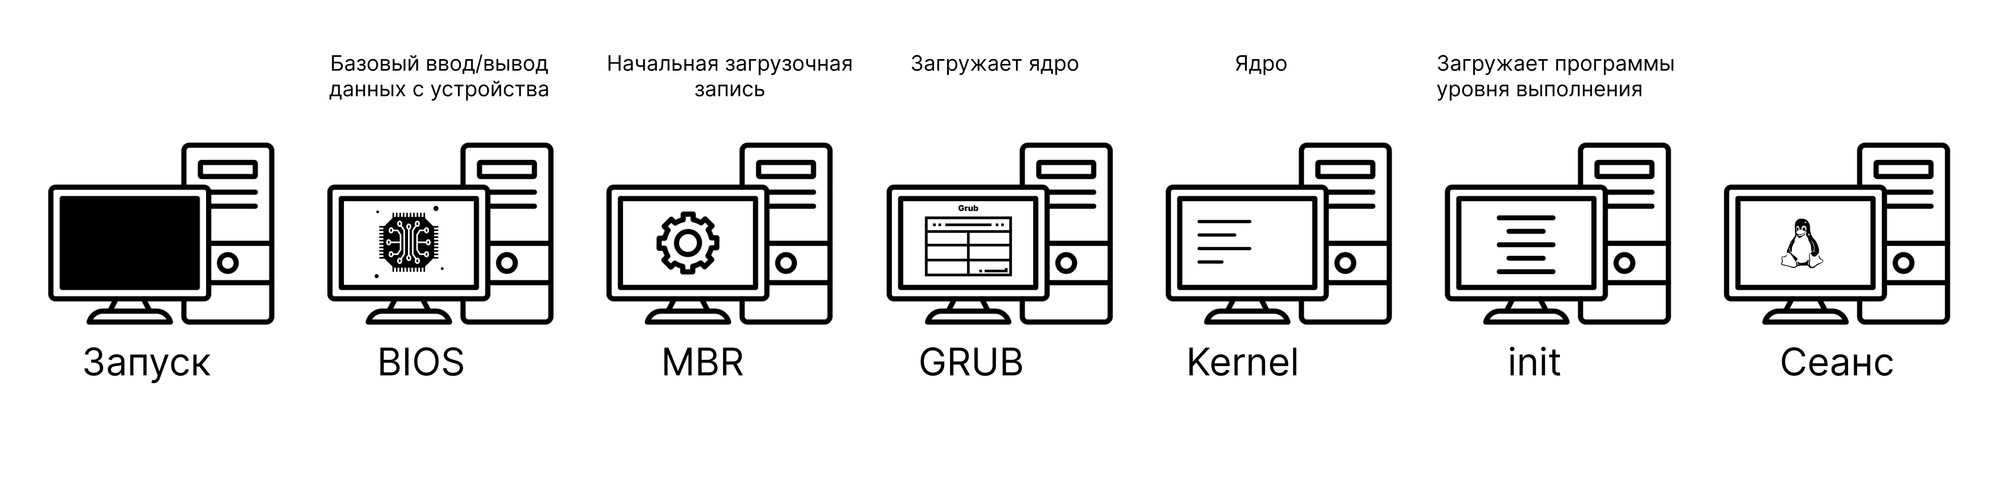 Базовый ввод/вывод
данных с устройства
Начальная загрузочная
запись
Загружает ядро
Ядро
Загружает программы
уровня выполнения
Grub
Запуск
BIOS
MBR
GRUB
Kernel
init
Сеанс